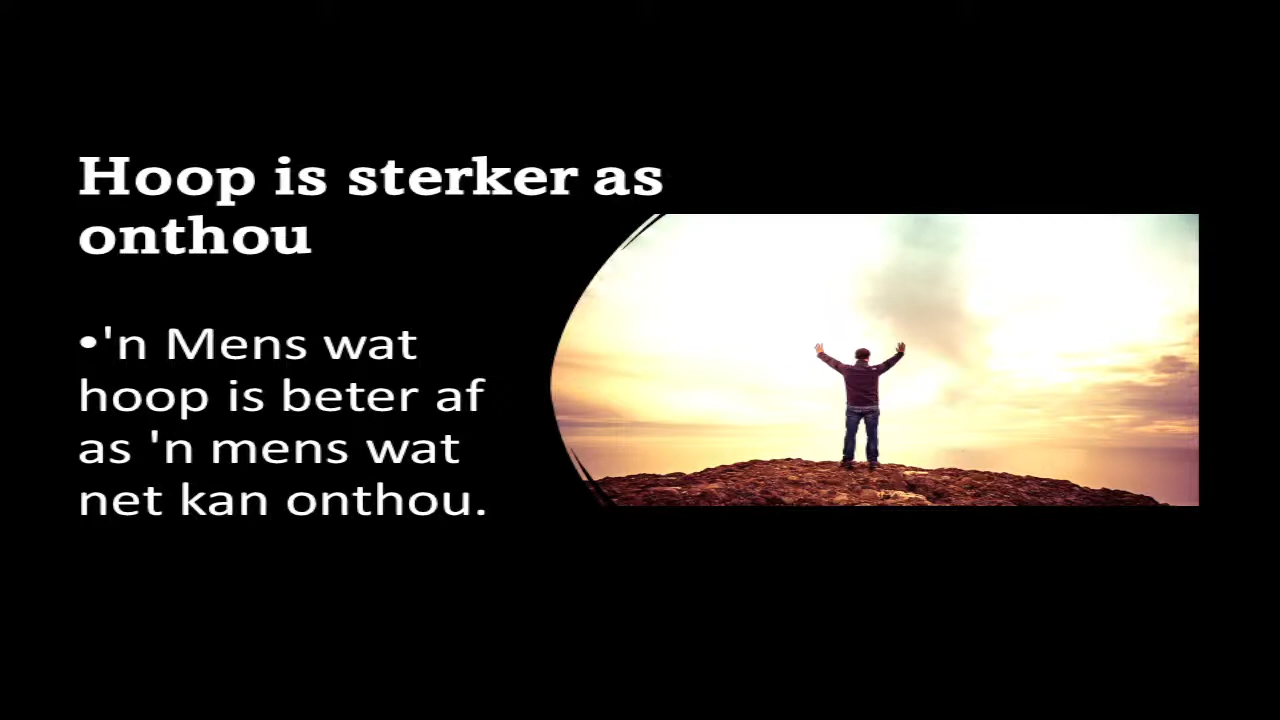 Hoop is sterker as
onthou
•'n Mens wat
hoop is beter af
as 'n mens wat
net kan onthou.